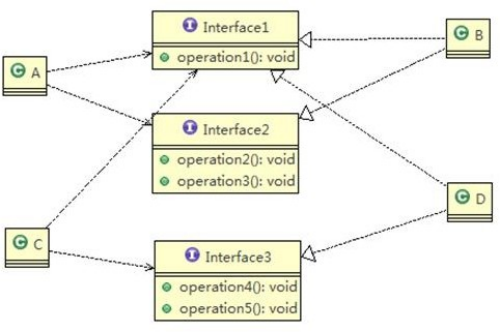 I Interface1
operation1(): void
C A
C B
I Interface2
operation2(): void
operation3(): void
C C
C D
I Interface3
operation4(): void
operation5(): void